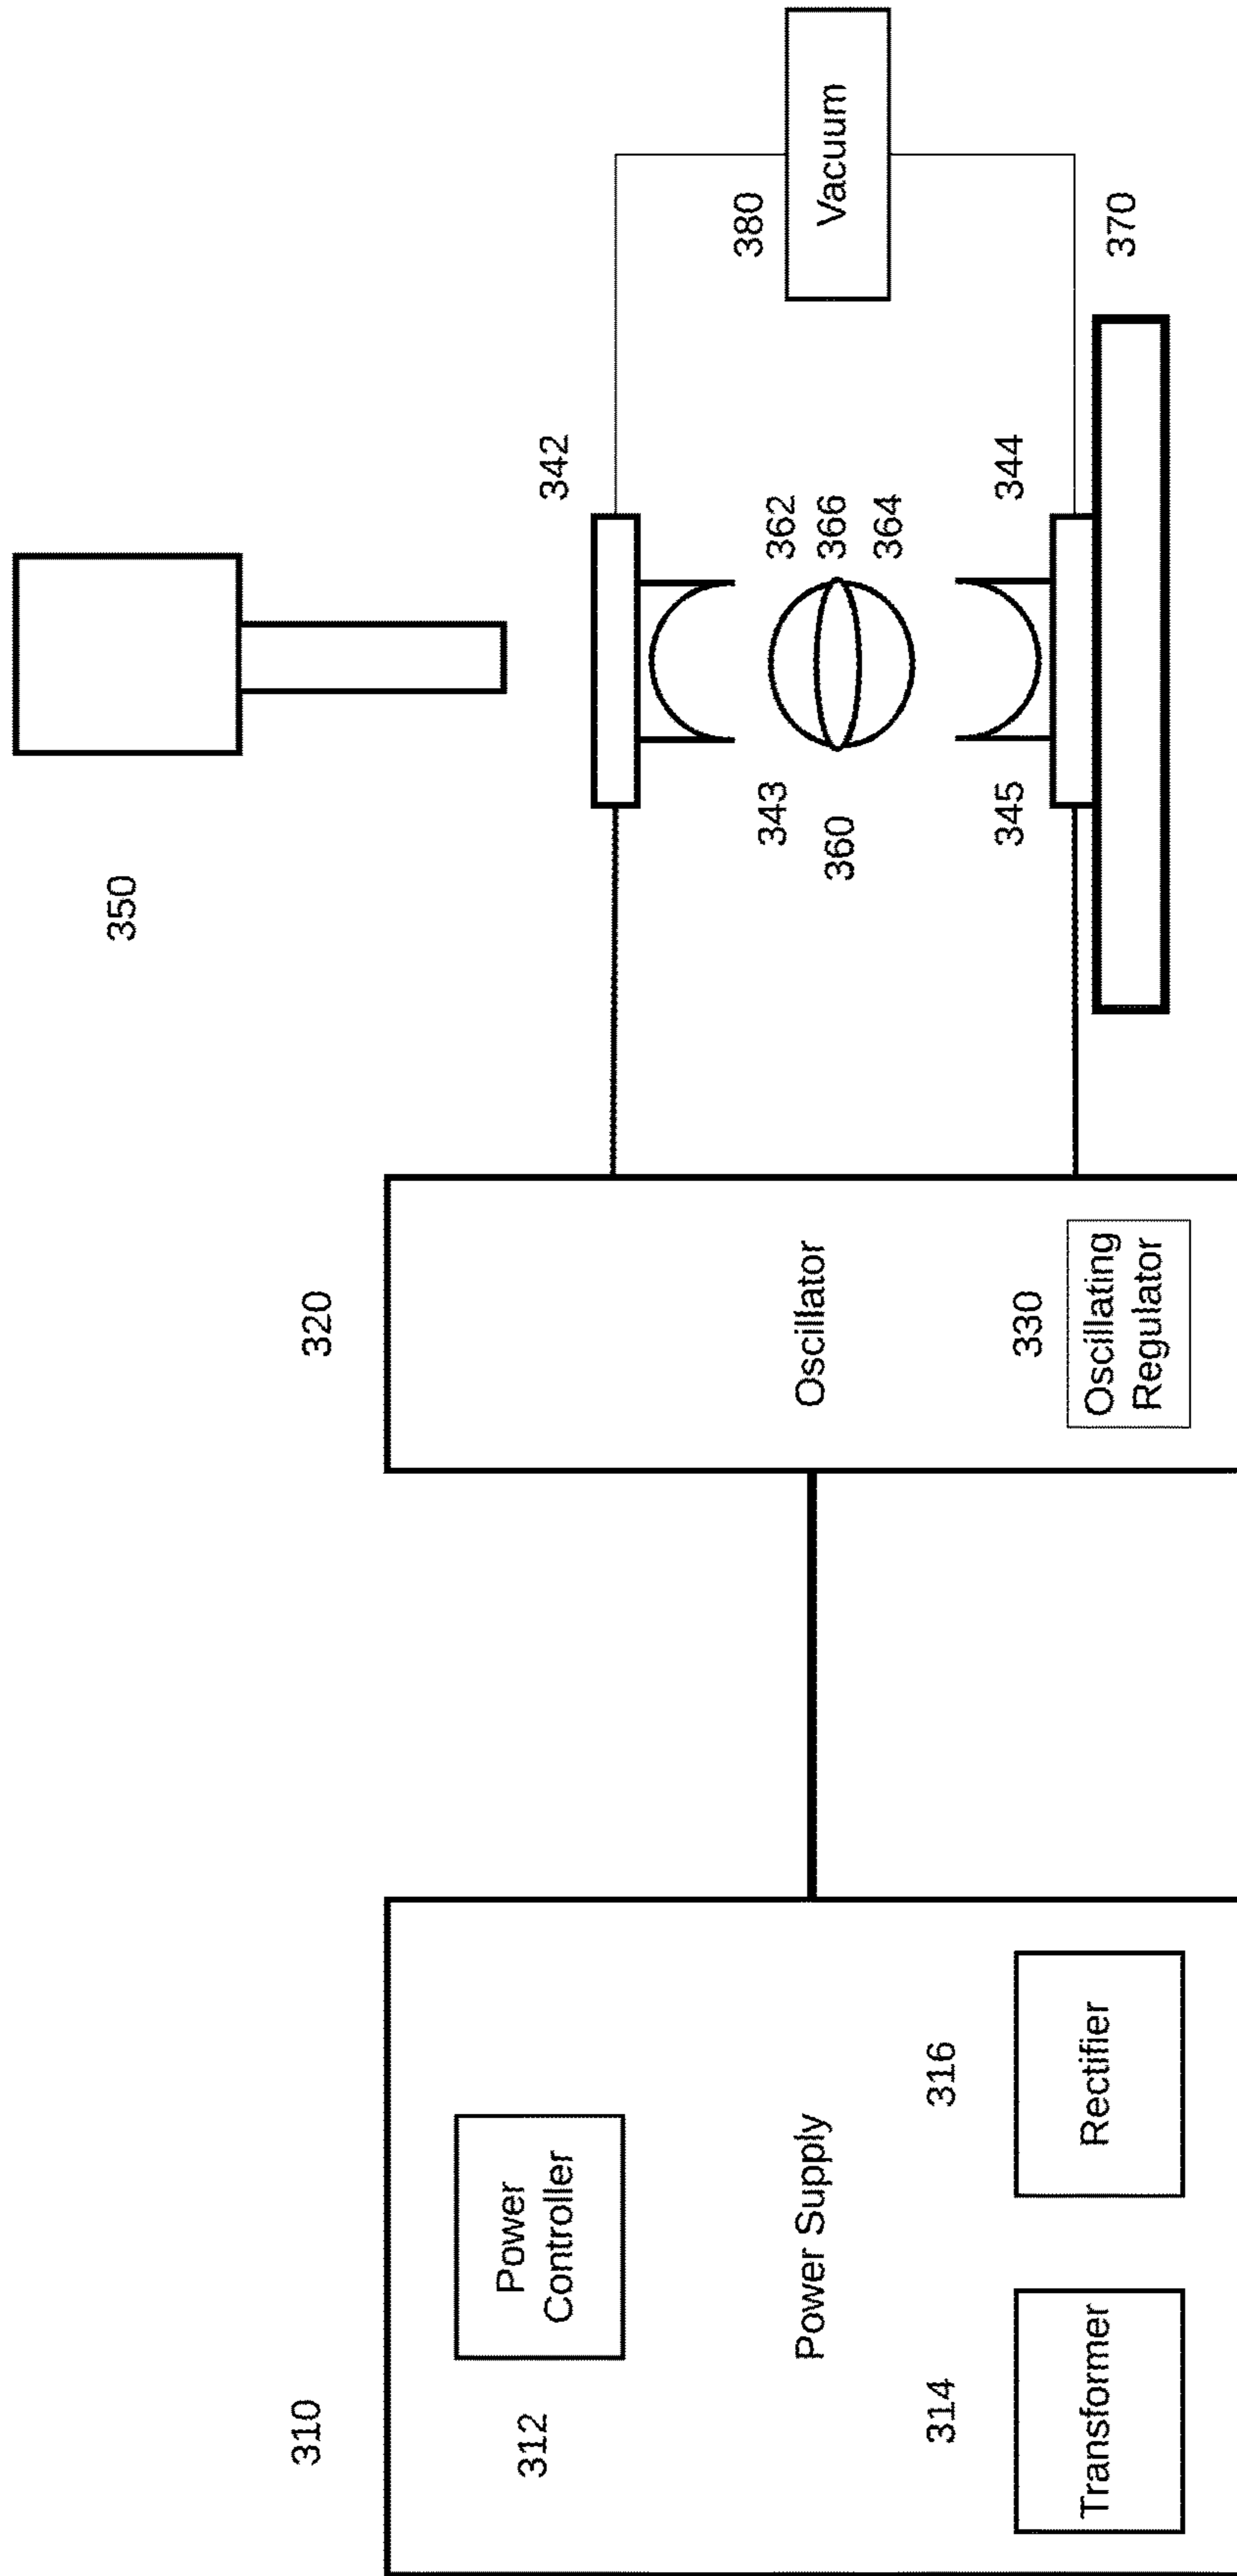 350
342
380
Vacuum
362
366
364
343
360
344
345
370
320
Oscillator
330
Oscillating
Regulator
310
312
Power
Controller
Power Supply
314
316
Transformer
Rectifier